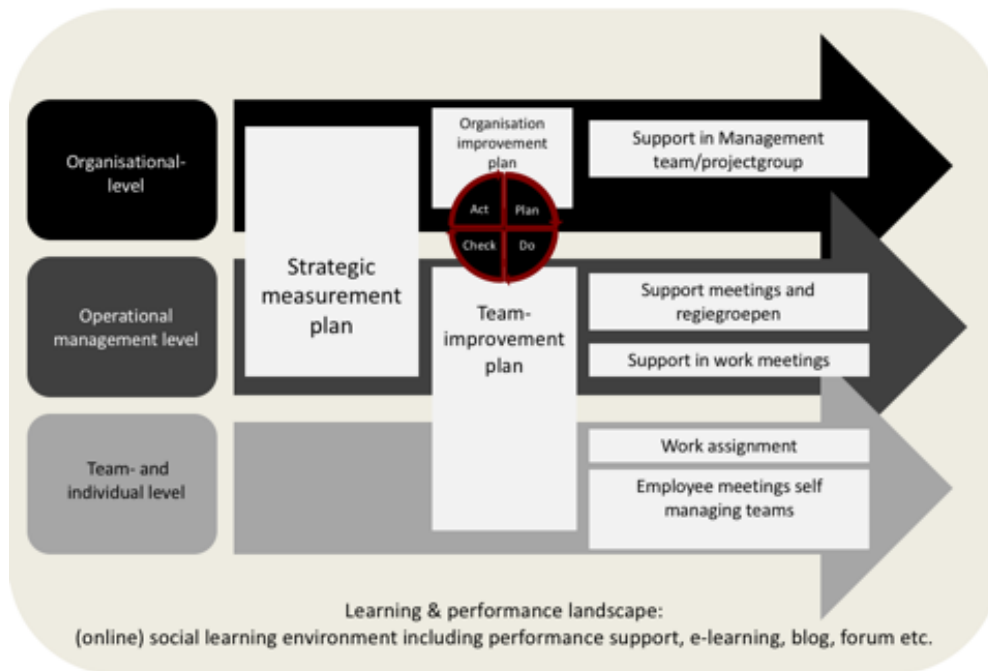 Organisational-
level
Strategic
measurement
plan
Organisation
improvement
plan
Act
Plan
Check
Do
Support in Management
team/projectgroup
Operational
management level
Team-
improvement
plan
Support meetings and
regiegroepen
Support in work meetings
Team- and
individual level
Work assignment
Employee meetings self
managing teams
Learning & performance landscape:
(online) social learning environment including performance support, e-learning, blog, forum etc.